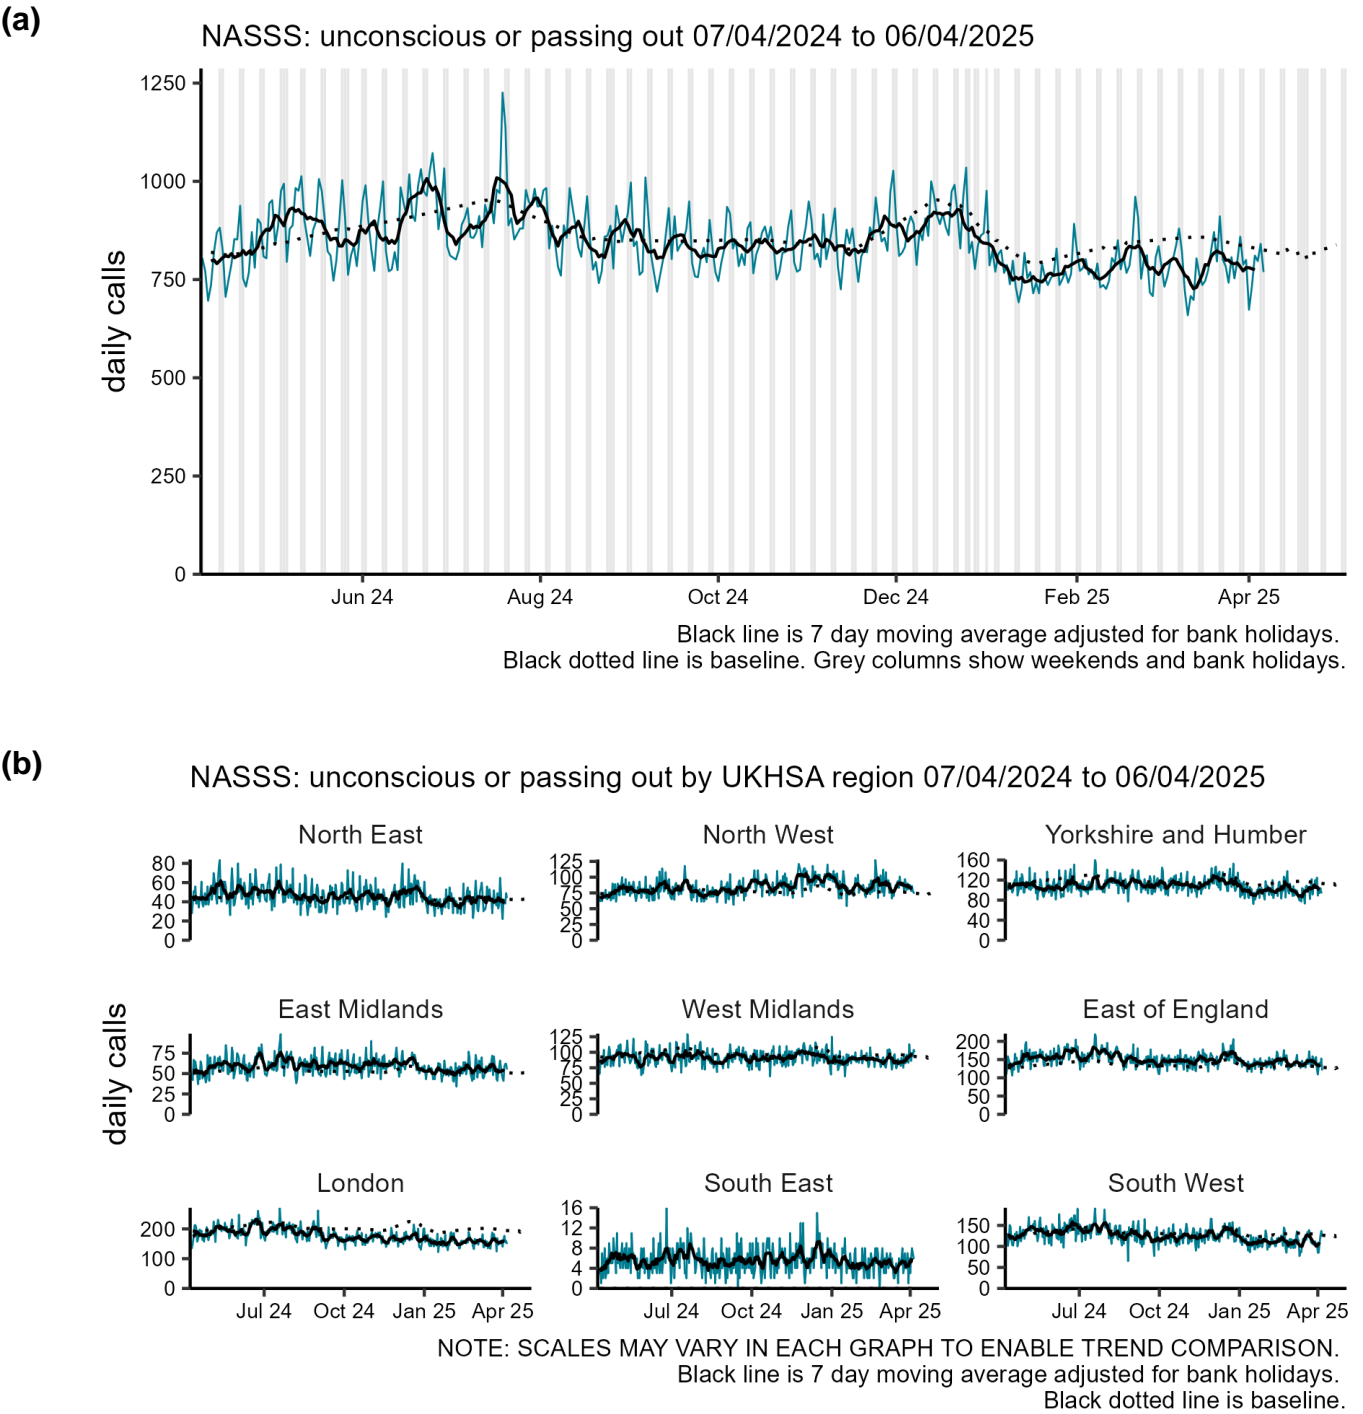 (a)
NASSS: unconscious or passing out 07/04/2024 to 06/04/2025
daily calls
1250
1000
750
500
250
0
Jun 24 Aug 24 Oct 24 Dec 24 Feb 25 Apr 25
Black line is 7 day moving average adjusted for bank holidays.
Black dotted line is baseline. Grey columns show weekends and bank holidays.
(b)
NASSS: unconscious or passing out by UKHSA region 07/04/2024 to 06/04/2025
daily calls
North East
80
60
40
20
0
North West
125
100
75
50
25
0
Yorkshire and Humber
160
120
80
40
0
East Midlands
75
50
25
0
West Midlands
125
100
75
50
25
0
East of England
200
150
100
50
0
London
200
100
0
Jul 24 Oct 24 Jan 25 Apr 25
South East
16
12
8
4
0
Jul 24 Oct 24 Jan 25 Apr 25
South West
150
100
50
0
Jul 24 Oct 24 Jan 25 Apr 25
NOTE: SCALES MAY VARY IN EACH GRAPH TO ENABLE TREND COMPARISON.
Black line is 7 day moving average adjusted for bank holidays.
Black dotted line is baseline.